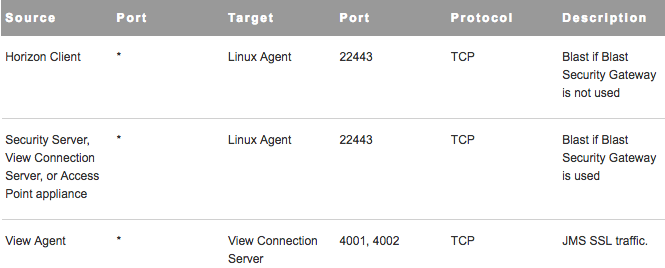 Source Port Target Port Protocol Description
Horizon Client * Linux Agent 22443 TCP Blast if Blast
Security Gateway
is not used
Security Server, * Linux Agent 22443 TCP Blast if Blast
View Connection Security Gateway
Server, or Access is used
Point appliance
View Agent * View Connection 4001, 4002 TCP JMS SSL traffic.
Server